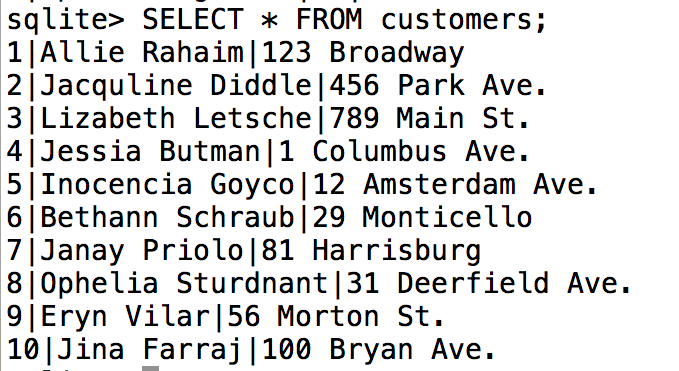 sqlite> SELECT * FROM customers;
1|Allie Rahaim|123 Broadway
2|Jacquline Diddle|456 Park Ave.
3|Lizabeth Letsche|789 Main St.
4|Jessia Butman|1 Columbus Ave.
5|Inocencia Goyco|12 Amsterdam Ave.
6|Bethann Schraub|29 Monticello
7|Janay Priolo|81 Harrisburg
8|Ophelia Sturdnant|31 Deerfield Ave.
9|Eryn Vilar|56 Morton St.
10|Jina Farraj|100 Bryan Ave.